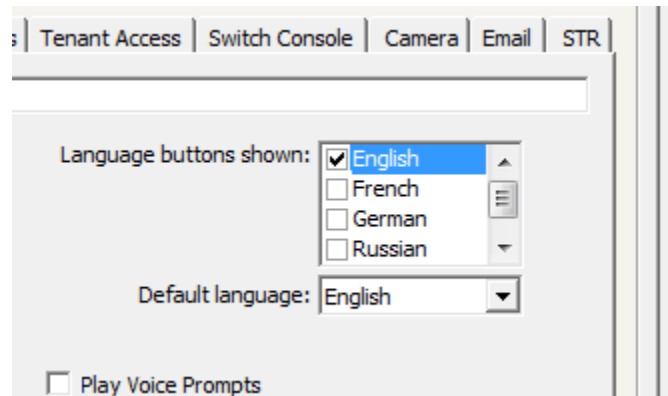 s Tenant Access Switch Console Camera Email STR
Language buttons shown: English
French
German
Russian
Default language: English
Play Voice Prompts